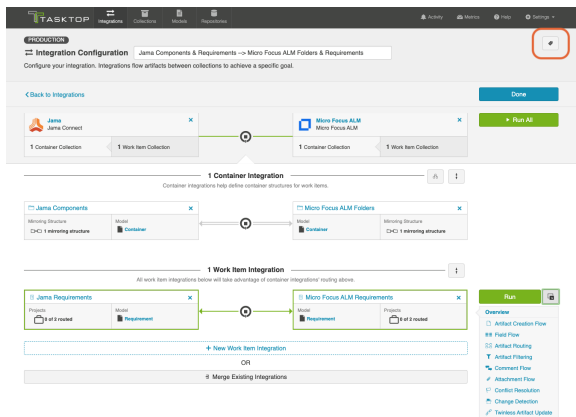 TASKTOP
Integrations
Collections
Models
Repositories
Activity
Metrics
Help
Settings
PRODUCTION
Integration Configuration
Jama Components & Requirements --> Micro Focus ALM Folders & Requirements
Configure your integration. Integrations flow artifacts between collections to achieve a specific goal.
Back to Integrations
Done
Jama
Jama Connect
Micro Focus ALM
Micro Focus ALM
Run All
1 Container Collection
1 Work Item Collection
1 Container Collection
1 Work Item Collection
1 Container Integration
Container integrations help define container structures for work items.
Jama Components
Micro Focus ALM Folders
Mirroring Structure
Model
Model
Mirroring Structure
1 mirroring structure
Container
Container
1 mirroring structure
1 Work Item Integration
All work item integrations below will take advantage of container integrations' routing above.
Jama Requirements
Micro Focus ALM Requirements
Run
Projects
Model
Model
Projects
0 of 2 routed
Requirement
Requirement
0 of 2 routed
Overview
Artifact Creation Flow
Field Flow
Artifact Routing
Artifact Filtering
Comment Flow
Attachment Flow
Conflict Resolution
Change Detection
Twinless Artifact Update
+ New Work Item Integration
OR
Merge Existing Integrations